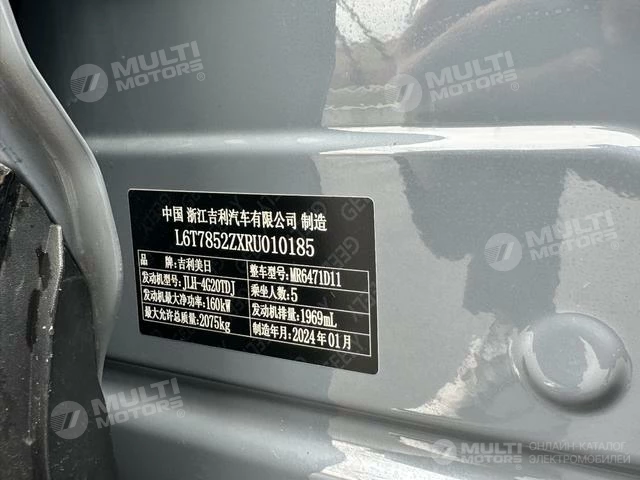 MULTI
MOTORS
MULTI
MOTORS
中国 浙江吉利汽车有限公司 制造
L6T7852ZXRU010185
品 牌:吉利美日
整车型号:MR6471D11
发动机型号:JLH-4G20TDJ
乘坐人数:5
发动机最大净功率:160kW
发动机排量:1969mL
最大允许总质量:2075kg
制造年月:2024年01月
MULTI
MOTORS
MULTI
MOTORS
ОНЛАЙН-КАТАЛОГ
ЭЛЕКТРОМОБИЛЕЙ